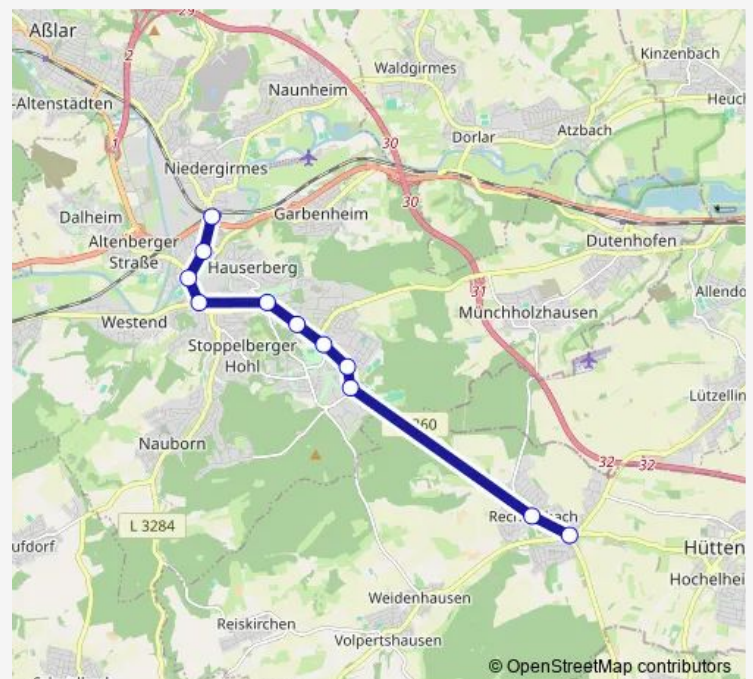 29
Aßlar
2
Kinzenbach
Waldgirmes
Naunheim
-Altenstädten
Heuc
30
Dorlar
Atzbach
1
Niedergirmes
30
Dalheim
Garbenheim
Altenberger
Straße
Dutenhofen
Hauserberg
31
Allendo
Münchholzhausen
Westend
Stoppelberger
Hohl
Lützellin
260
Nauborn
32
32
L 3284
ufdorf
Hütten
Hochelhei
Weidenhausen
Reiskirchen
Volpertshausen
© OpenStreetMap contributors